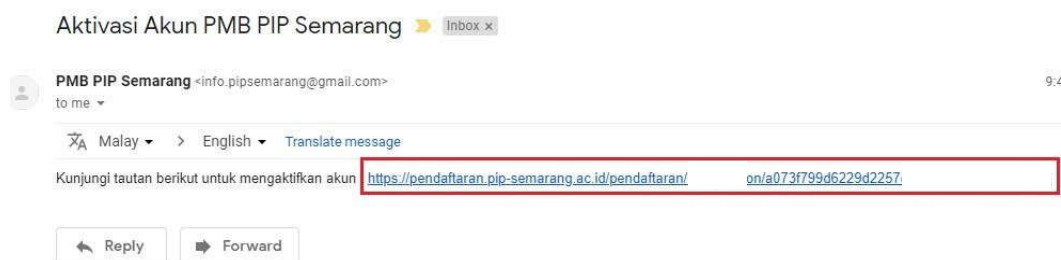 Aktivasi Akun PMB PIP Semarang Inbox x
PMB PIP Semarang <info.pipsemarang@gmail.com> 9:4
to me
Malay > English Translate message
Kunjungi tautan berikut untuk mengaktifkan akun https://pendaftaran.pip-semarang.ac.id/pendaftaran/ on/a073f799d6229d2257
Reply Forward